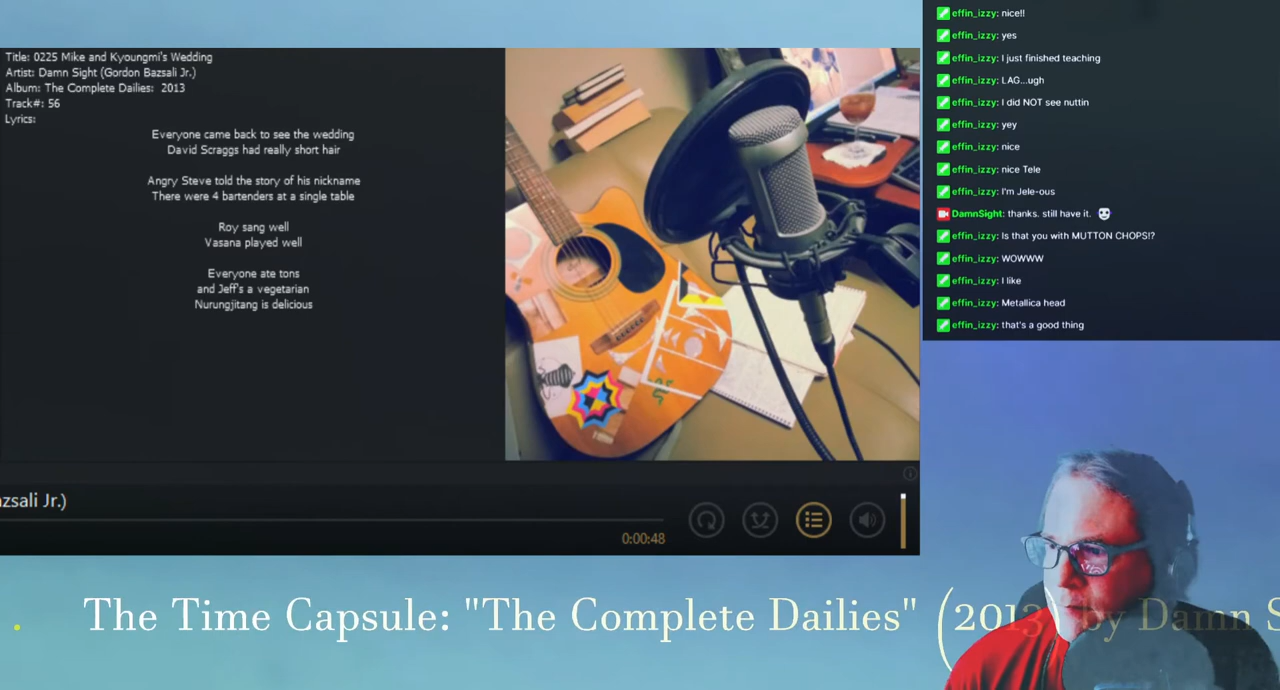 Title: 0225 Mike and Kyoungmi's Wedding
Artist: Damn Sight (Gordon Bazsali Jr.)
Album: The Complete Dailies: 2013
Track#: 56
Lyrics:
Everyone came back to see the wedding
David Scraggs had really short hair
Angry Steve told the story of his nickname
There were 4 bartenders at a single table
Roy sang well
Vasana played well
Everyone ate tons
and Jeff's a vegetarian
Nurungjitang is delicious
azsali Jr.)
0:00:48
effin_izzy: nice!!
effin_izzy: yes
effin_izzy: I just finished teaching
effin_izzy: LAG...ugh
effin_izzy: I did NOT see nuttin
effin_izzy: yey
effin_izzy: nice
effin_izzy: nice Tele
effin_izzy: I'm Jele-ous
DamnSight: thanks. still have it.
effin_izzy: Is that you with MUTTON CHOPS!?
effin_izzy: WOWWW
effin_izzy: I like
effin_izzy: Metallica head
effin_izzy: that's a good thing
. The Time Capsule: "The Complete Dailies" (2013) by Damn S